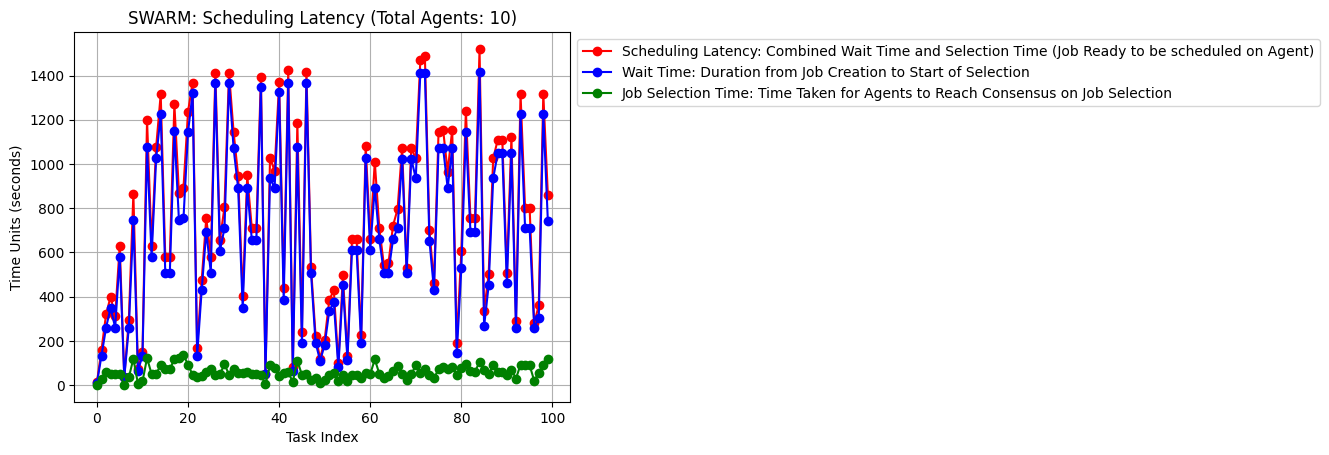 SWARM: Scheduling Latency (Total Agents: 10)
Scheduling Latency: Combined Wait Time and Selection Time (Job Ready to be scheduled on Agent)
Wait Time: Duration from Job Creation to Start of Selection
Job Selection Time: Time Taken for Agents to Reach Consensus on Job Selection
Time Units (seconds)
1400
1200
1000
800
600
400
200
0
0 20 40 60 80 100
Task Index